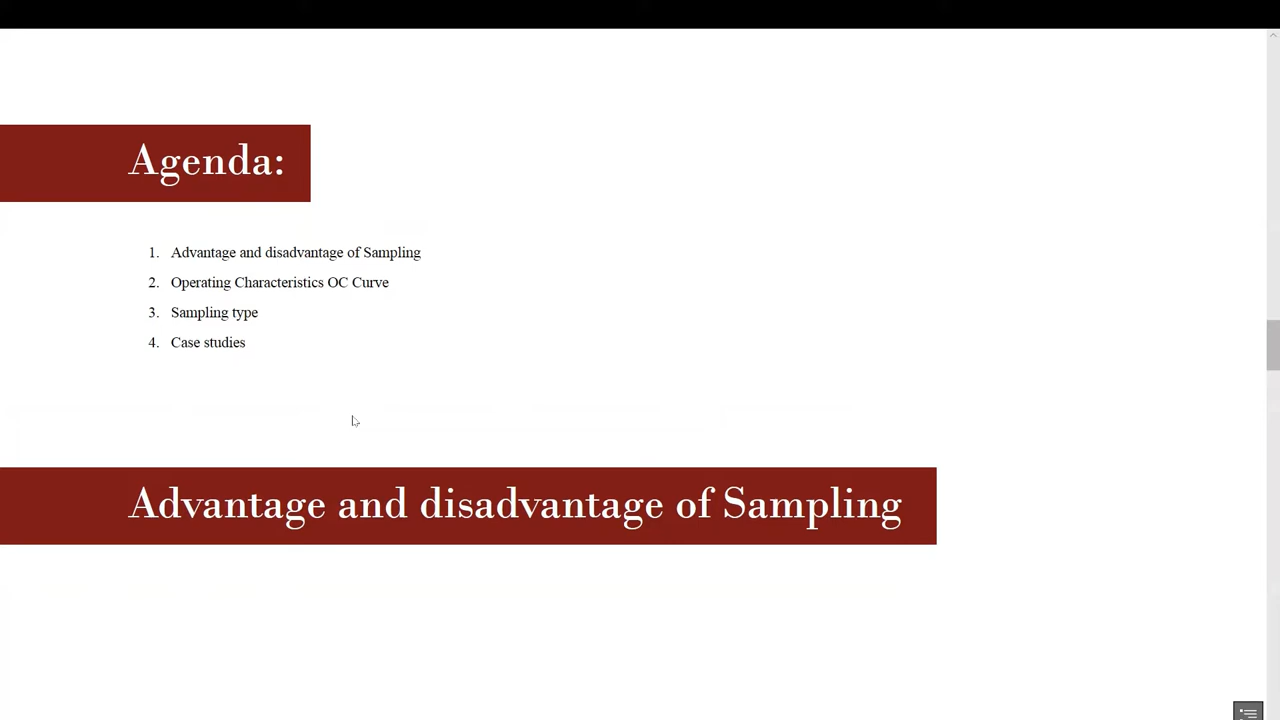 Agenda:
1. Advantage and disadvantage of Sampling
2. Operating Characteristics OC Curve
3. Sampling type
4. Case studies
Advantage and disadvantage of Sampling